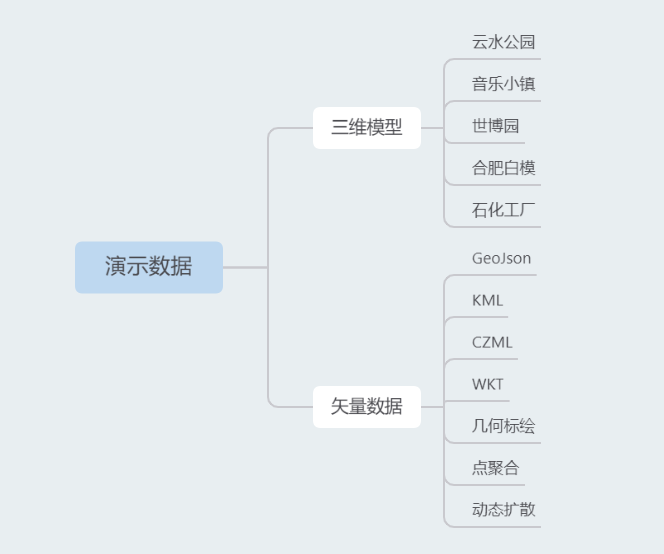 演示数据
三维模型
云水公园
音乐小镇
世博园
合肥白模
石化工厂
矢量数据
GeoJson
KML
CZML
WKT
几何标绘
点聚合
动态扩散